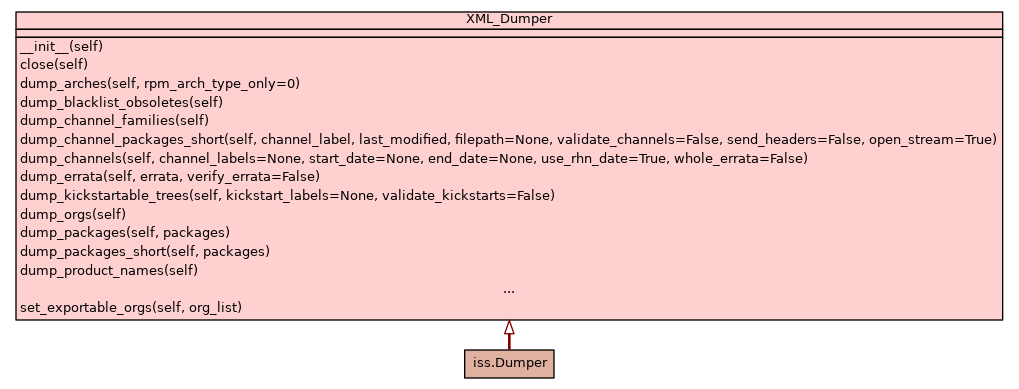 XML_Dumper
__init__(self)
close(self)
dump_arches(self, rpm_arch_type_only=0)
dump_blacklist_obsoletes(self)
dump_channel_families(self)
dump_channel_packages_short(self, channel_label, last_modified, filepath=None, validate_channels=False, send_headers=False, open_stream=True)
dump_channels(self, channel_labels=None, start_date=None, end_date=None, use_rhn_date=True, whole_errata=False)
dump_errata(self, errata, verify_errata=False)
dump_kickstartable_trees(self, kickstart_labels=None, validate_kickstarts=False)
dump_orgs(self)
dump_packages(self, packages)
dump_packages_short(self, packages)
dump_product_names(self)
...
set_exportable_orgs(self, org_list)
iss.Dumper